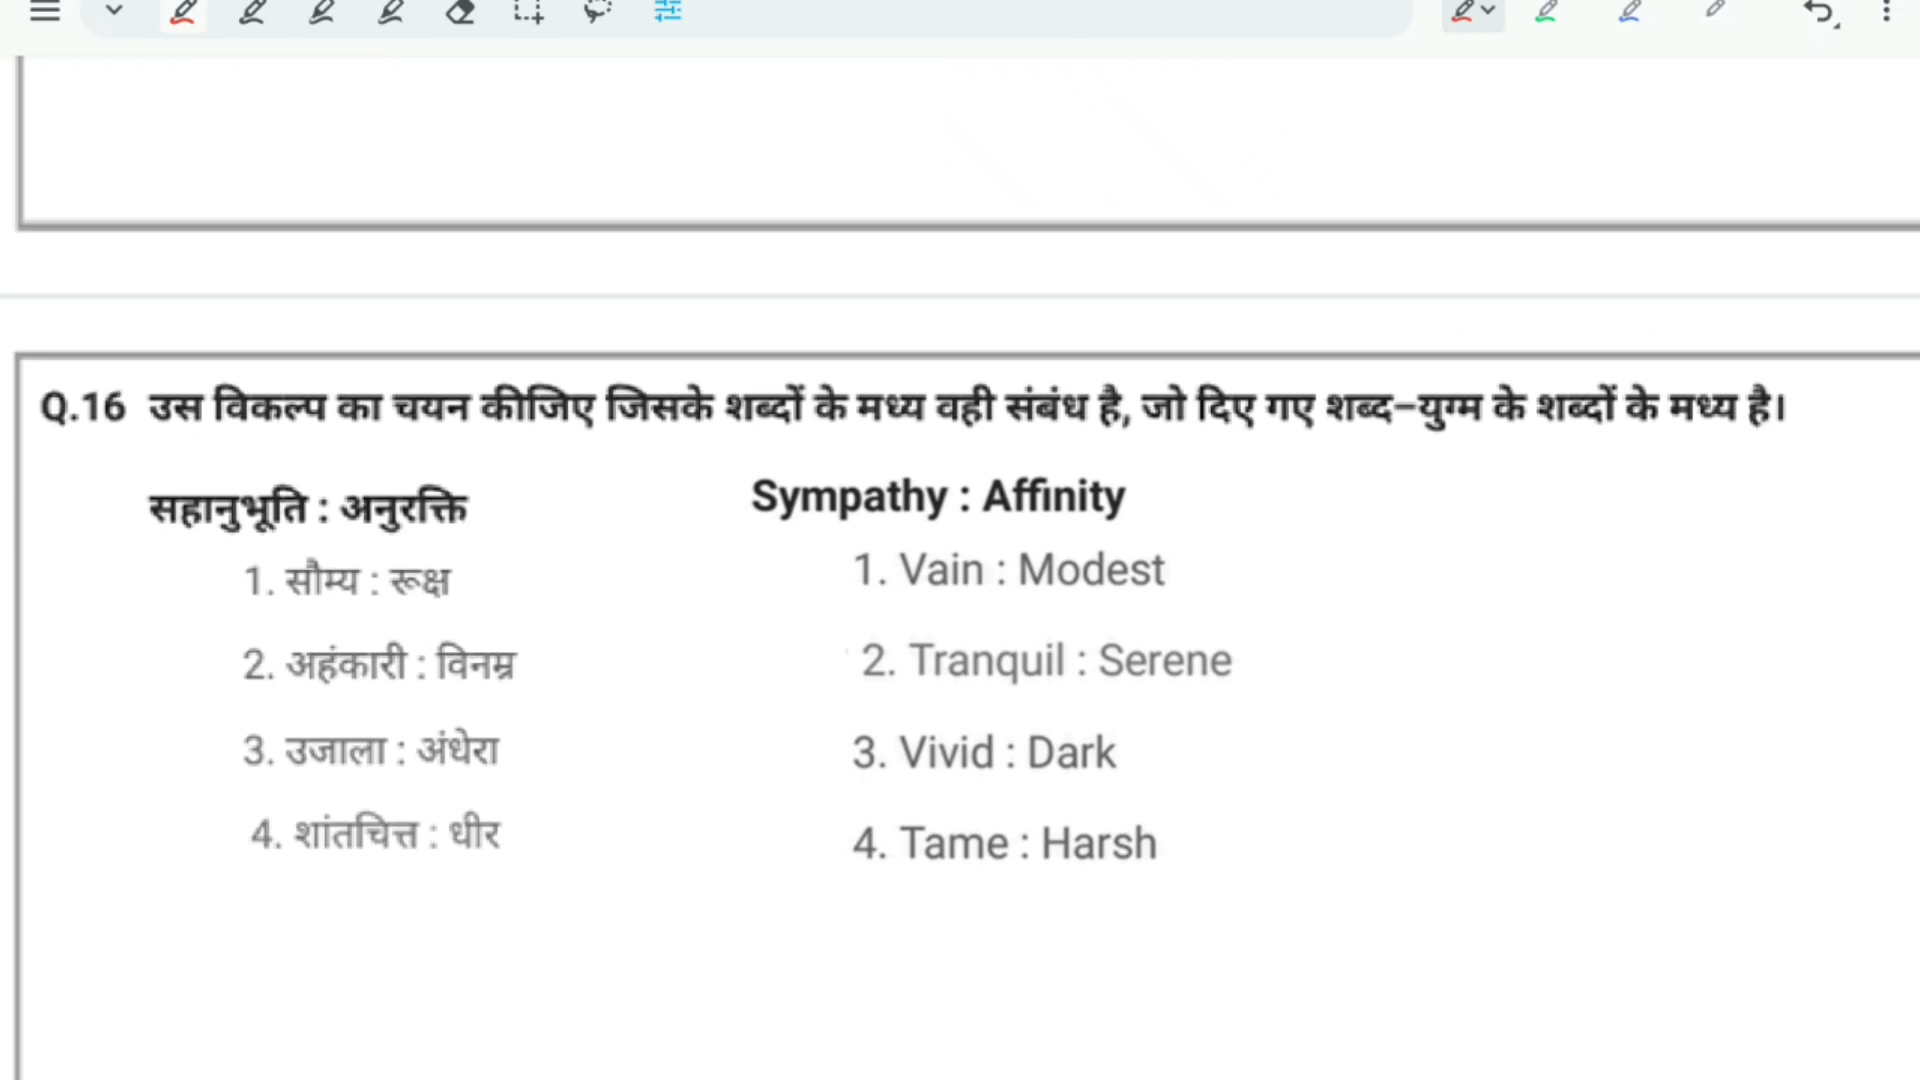 Q.16 उस विकल्प का चयन कीजिए जिसके शब्दों के मध्य वही संबंध है, जो दिए गए शब्द-युग्म के शब्दों के मध्य है।
सहानुभूति : अनुरक्ति
1. सौम्य : रूक्ष
2. अहंकारी : विनम्र
3. उजाला : अंधेरा
4. शांतचित्त : धीर
Sympathy : Affinity
1. Vain : Modest
2. Tranquil : Serene
3. Vivid : Dark
4. Tame : Harsh